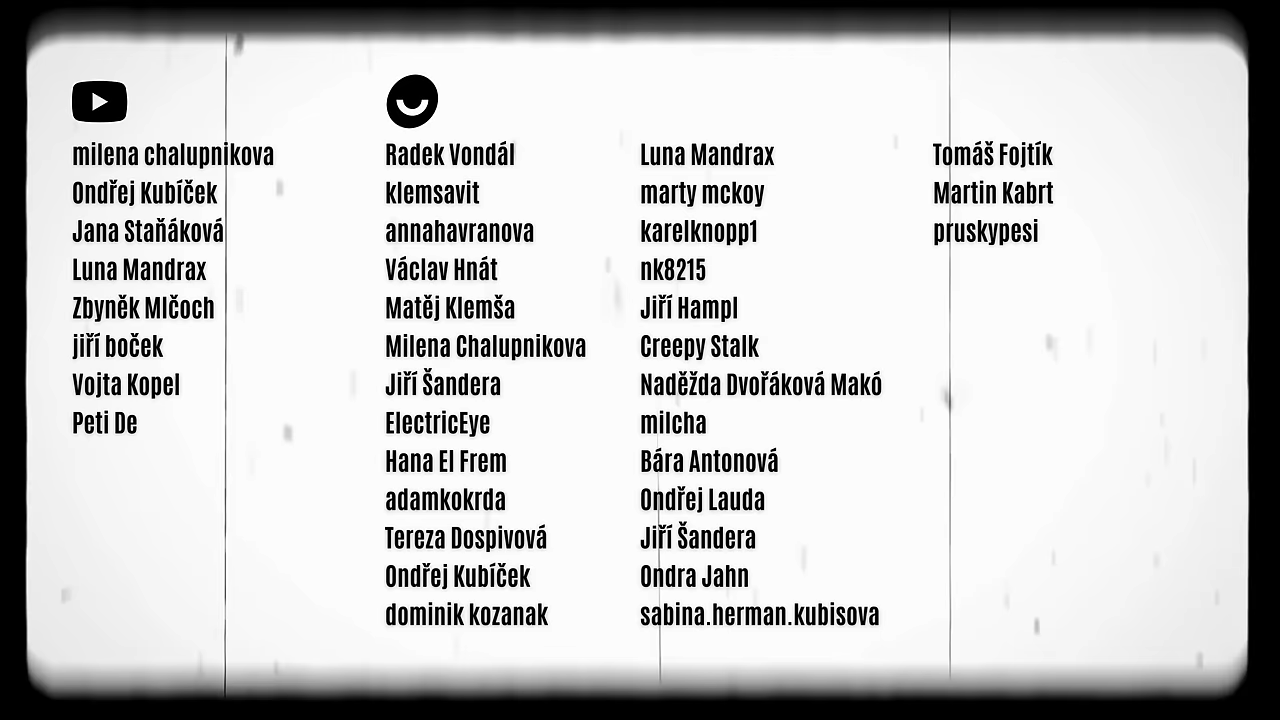 milena chalupnikova
Ondřej Kubíček
Jana Staňáková
Luna Mandrax
Zbyněk Mlčoch
jiří boček
Vojta Kopel
Peti De
Radek Vondál
klemsavit
annahavranova
Václav Hnát
Matěj Klemša
Milena Chalupnikova
Jiří Šandera
ElectricEye
Hana El Frem
adamkokrda
Tereza Dospivová
Ondřej Kubíček
dominik kozanak
Luna Mandrax
marty mckoy
karelknopp1
nk8215
Jiří Hampl
Creepy Stalk
Naděžda Dvořáková Makó
milcha
Bára Antonová
Ondřej Lauda
Jiří Šandera
Ondra Jahn
sabina.herman.kubisova
Tomáš Fojtík
Martin Kabrt
pruskypesi